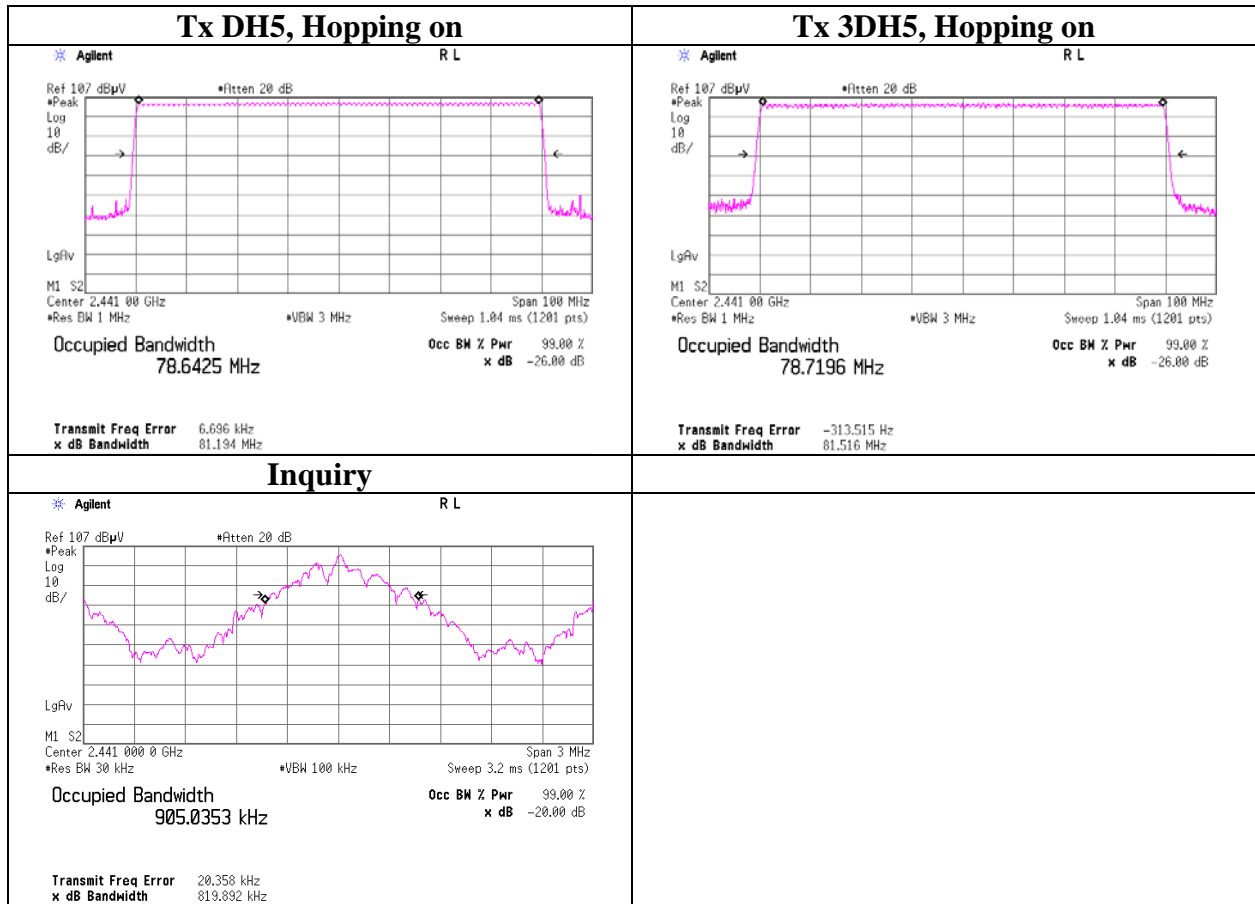 Tx DH5, Hopping on
Agilent
R L
Ref 107 dBµV
#Atten 20 dB
#Peak
Log
10
dB/
LgAv
M1 S2
Center 2.441 00 GHz
Span 100 MHz
#Res BW 1 MHz
#VBW 3 MHz
Sweep 1.04 ms (1201 pts)
Occupied Bandwidth
78.6425 MHz
Occ BW % Pwr 99.00 %
x dB -26.00 dB
Transmit Freq Error 6.696 kHz
x dB Bandwidth 81.194 MHz
Tx 3DH5, Hopping on
Agilent
R L
Ref 107 dBµV
#Atten 20 dB
#Peak
Log
10
dB/
LgAv
M1 S2
Center 2.441 00 GHz
Span 100 MHz
#Res BW 1 MHz
#VBW 3 MHz
Sweep 1.04 ms (1201 pts)
Occupied Bandwidth
78.7196 MHz
Occ BW % Pwr 99.00 %
x dB -26.00 dB
Transmit Freq Error -313.515 Hz
x dB Bandwidth 81.516 MHz
Inquiry
Agilent
R L
Ref 107 dBµV
#Atten 20 dB
#Peak
Log
10
dB/
LgAv
M1 S2
Center 2.441 000 0 GHz
Span 3 MHz
#Res BW 30 kHz
#VBW 100 kHz
Sweep 3.2 ms (1201 pts)
Occupied Bandwidth
905.0353 kHz
Occ BW % Pwr 99.00 %
x dB -20.00 dB
Transmit Freq Error 20.358 kHz
x dB Bandwidth 819.892 kHz